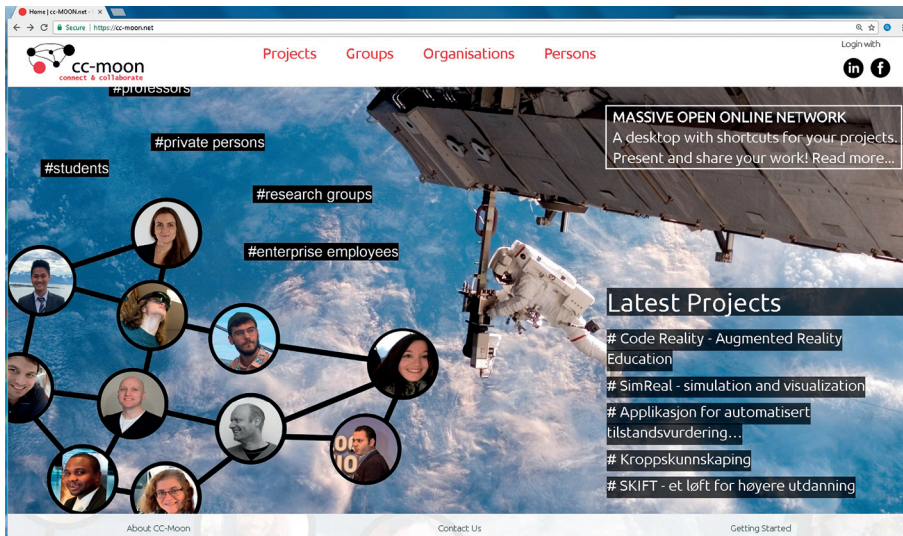 Home | cc-MOON.net -
Secure | https://cc-moon.net
cc-moon
connect & collaborate
Projects
Groups
Organisations
Persons
Login with
in f
#professors
#private persons
#students
#research groups
#enterprise employees
MASSIVE OPEN ONLINE NETWORK
A desktop with shortcuts for your projects.
Present and share your work! Read more...
Latest Projects
# Code Reality - Augmented Reality
Education
# SimReal - simulation and visualization
# Applikasjon for automatisert
tilstandsvurdering...
# Kroppskunnskaping
# SKIFT - et løft for høyere utdanning
About CC-Moon
Contact Us
Getting Started